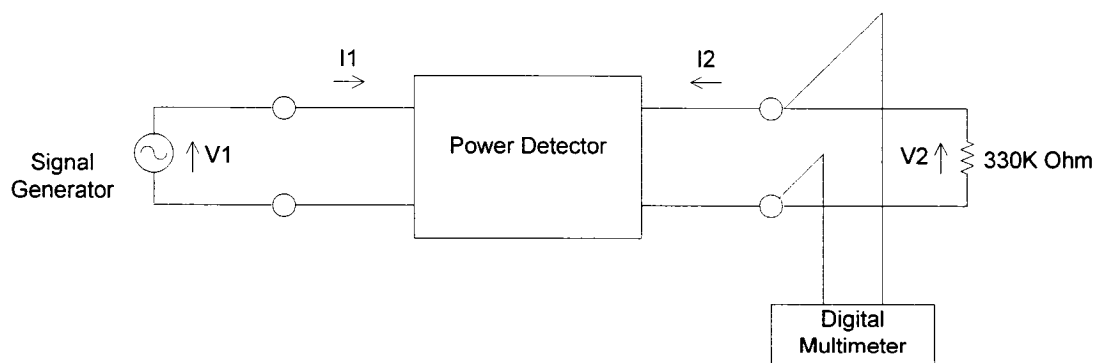 I1
I2
Signal
Generator
V1
Power Detector
V2
330K Ohm
Digital
Multimeter